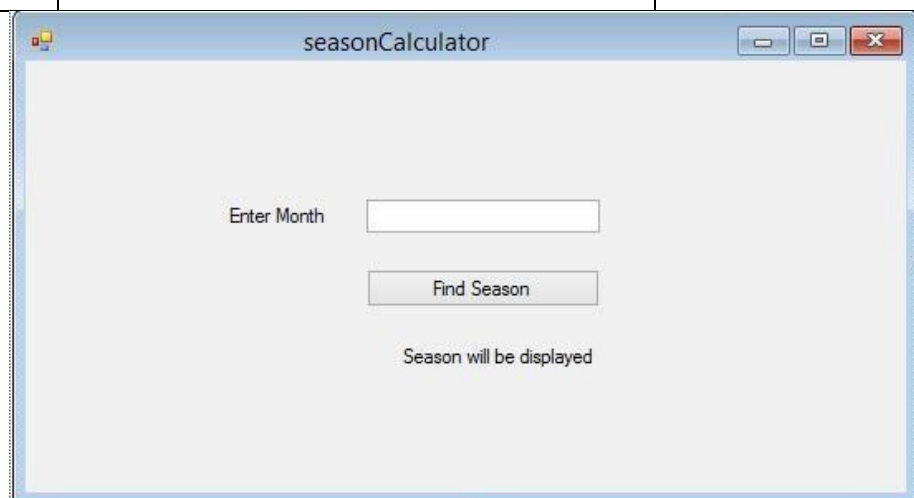 seasonCalculator
Enter Month
Find Season
Season will be displayed